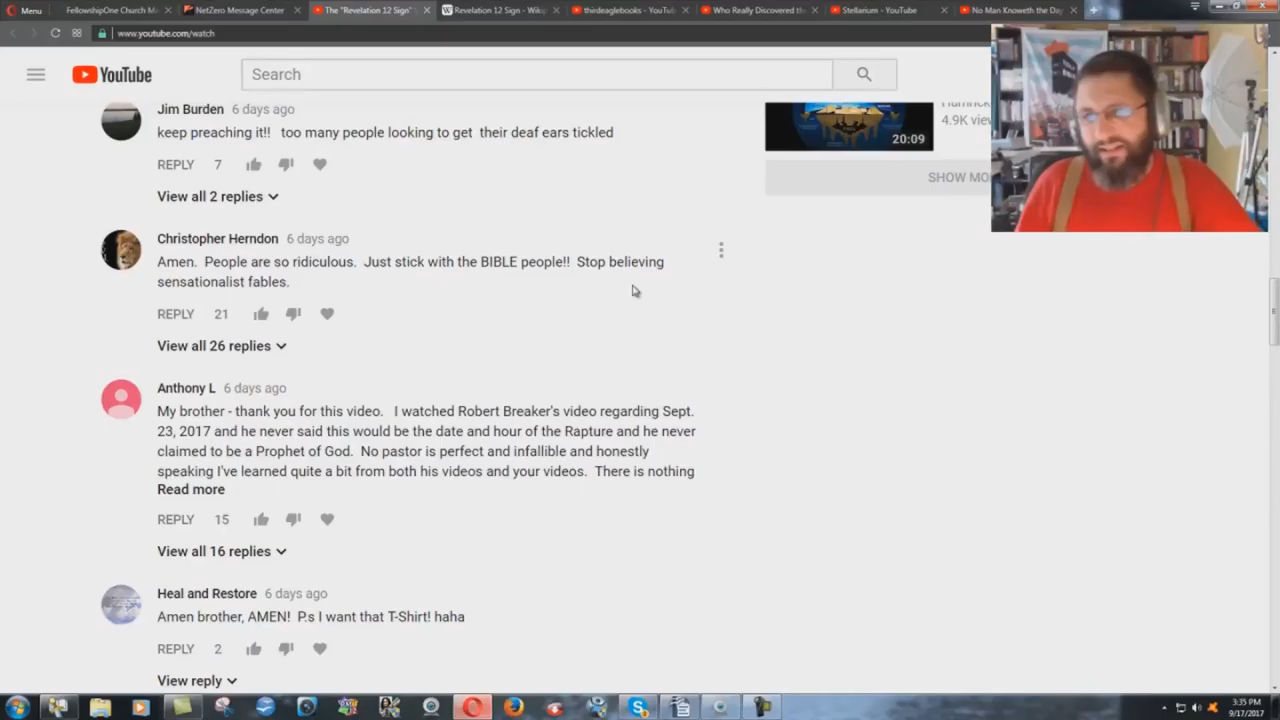 Menu
FellowshipOne Church M
NetZero Message Center
The "Revelation 12 Sign"
Revelation 12 Sign - Wiki
thirdeaglebooks - YouTu
Who Really Discovered th
Stellarium - YouTube
No Man Knoweth the Da
www.youtube.com/watch
YouTube
Search
Jim Burden 6 days ago
keep preaching it!! too many people looking to get their deaf ears tickled
REPLY 7
View all 2 replies
4.9K view
20:09
SHOW MO
Christopher Herndon 6 days ago
Amen. People are so ridiculous. Just stick with the BIBLE people!! Stop believing
sensationalist fables.
REPLY 21
View all 26 replies
Anthony L 6 days ago
My brother - thank you for this video. I watched Robert Breaker's video regarding Sept.
23, 2017 and he never said this would be the date and hour of the Rapture and he never
claimed to be a Prophet of God. No pastor is perfect and infallible and honestly
speaking I've learned quite a bit from both his videos and your videos. There is nothing
Read more
REPLY 15
View all 16 replies
Heal and Restore 6 days ago
Amen brother, AMEN! P.s I want that T-Shirt! haha
REPLY 2
View reply
3:35 PM
9/17/2017